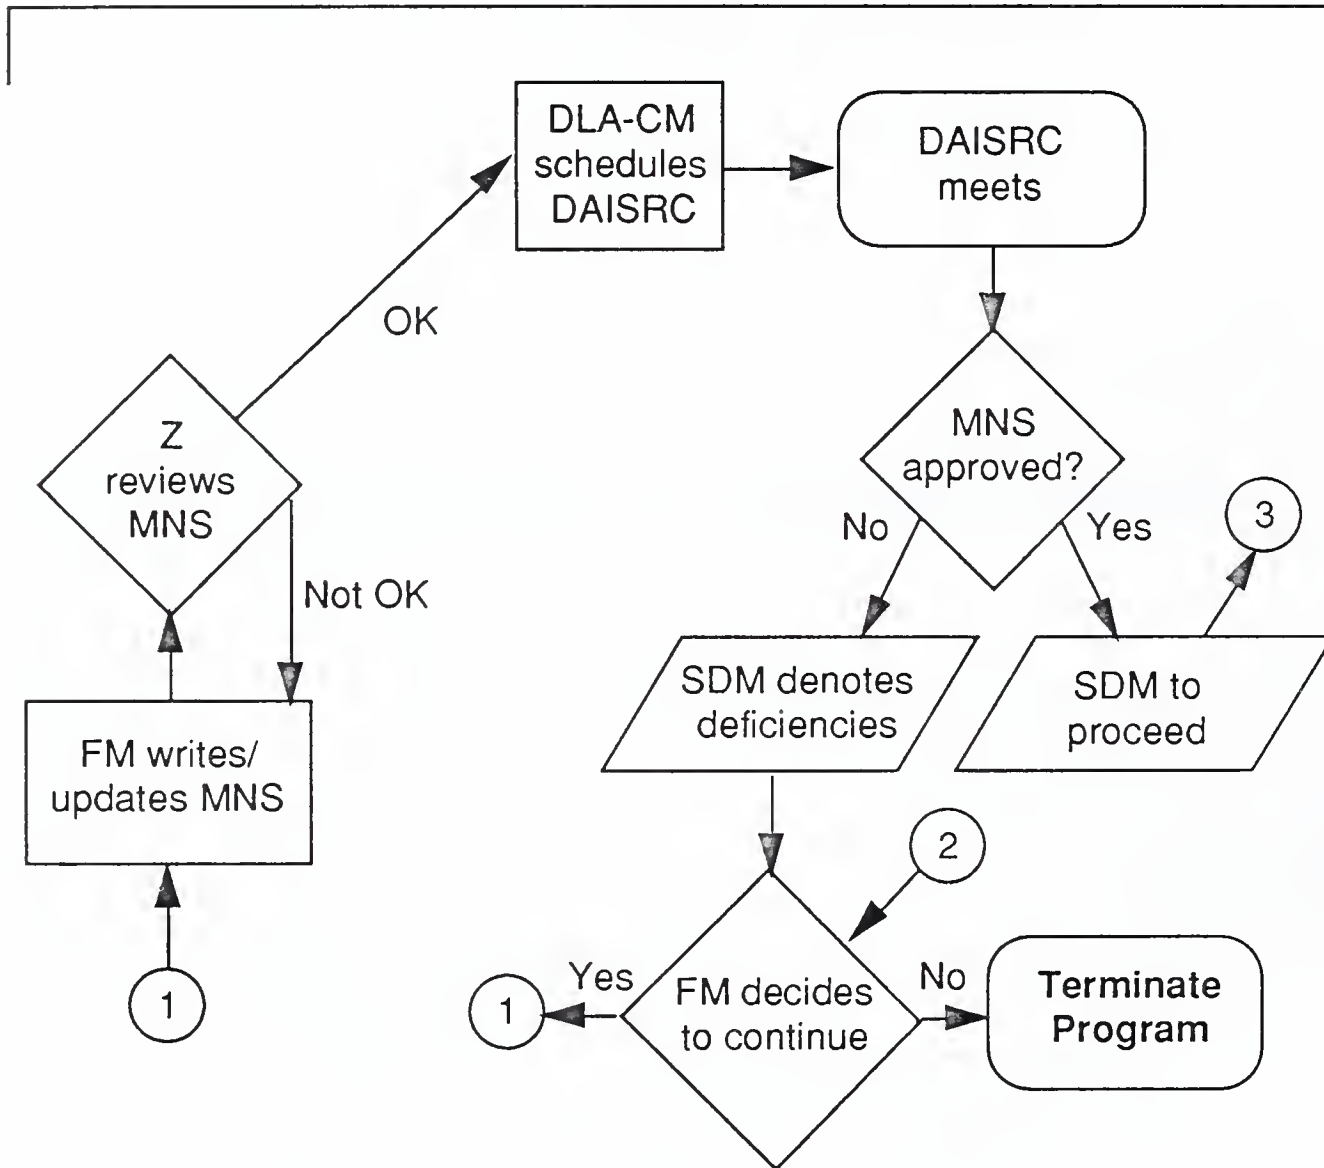 DLA-CM
schedules
DAISRC
DAISRC
meets
OK
Z
reviews
MNS
Not OK
FM writes/
updates MNS
1
MNS
approved?
No
Yes
3
SDM denotes
deficiencies
SDM to
proceed
2
Yes
1
FM decides
to continue
No
Terminate
Program